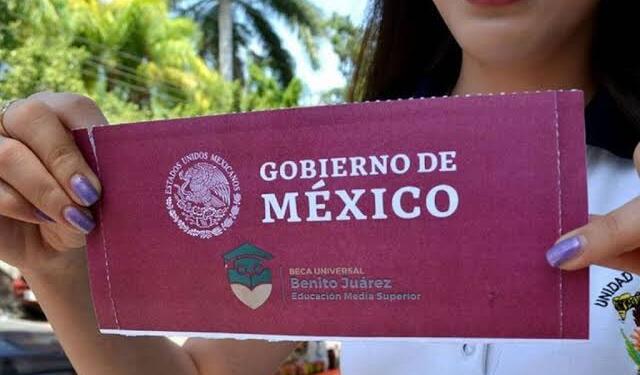 ESTADOS UNIDOS MEXICANOS
GOBIERNO DE
MÉXICO
BECA UNIVERSAL
Benito Juárez
Educación Media Superior
UNIDAD